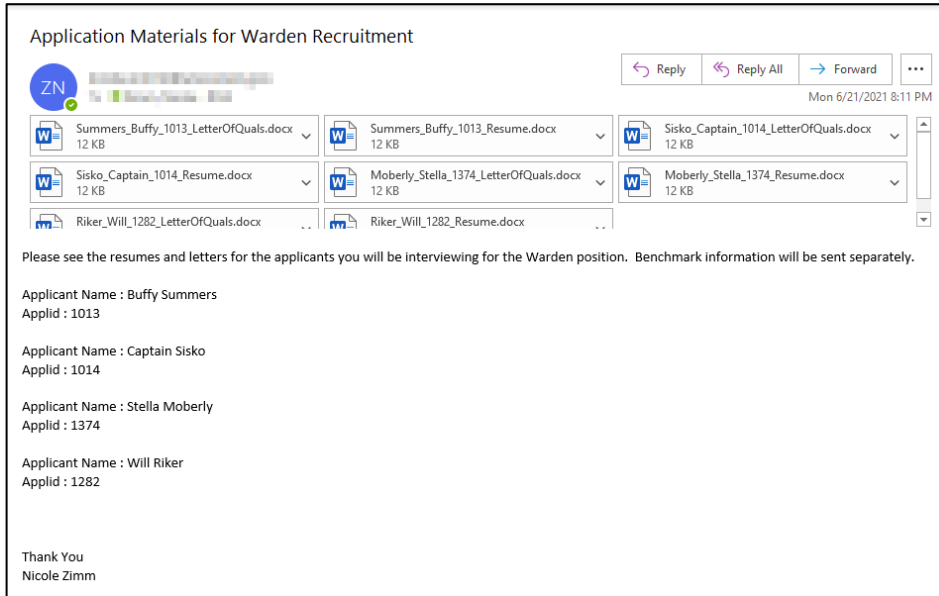 Application Materials for Warden Recruitment
ZN
Reply
Reply All
Forward
Mon 6/21/2021 8:11 PM
Summers_Buffy_1013_LetterOfQuals.docx
12 KB
Summers_Buffy_1013_Resume.docx
12 KB
Sisko_Captain_1014_LetterOfQuals.docx
12 KB
Sisko_Captain_1014_Resume.docx
12 KB
Moberly_Stella_1374_LetterOfQuals.docx
12 KB
Moberly_Stella_1374_Resume.docx
12 KB
Riker_Will_1282_LetterOfQuals.docx
Riker_Will_1282_Resume.docx
Please see the resumes and letters for the applicants you will be interviewing for the Warden position.  Benchmark information will be sent separately.
Applicant Name : Buffy Summers
Applid : 1013
Applicant Name : Captain Sisko
Applid : 1014
Applicant Name : Stella Moberly
Applid : 1374
Applicant Name : Will Riker
Applid : 1282
Thank You
Nicole Zimm